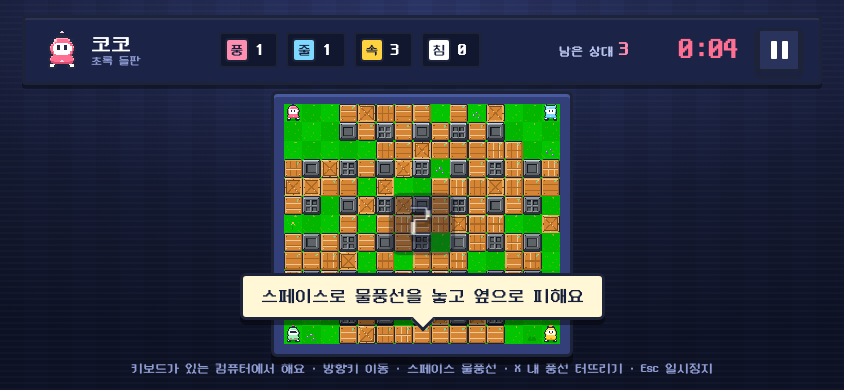 코코
초록 들판
풍 1 줄 1 속 3 침 0
남은 상대 3
0:04
2
스페이스로 물풍선을 놓고 옆으로 피해요
키보드가 있는 컴퓨터에서 해요 · 방향키 이동 · 스페이스 물풍선 · X 내 풍선 터뜨리기 · Esc 일시정지